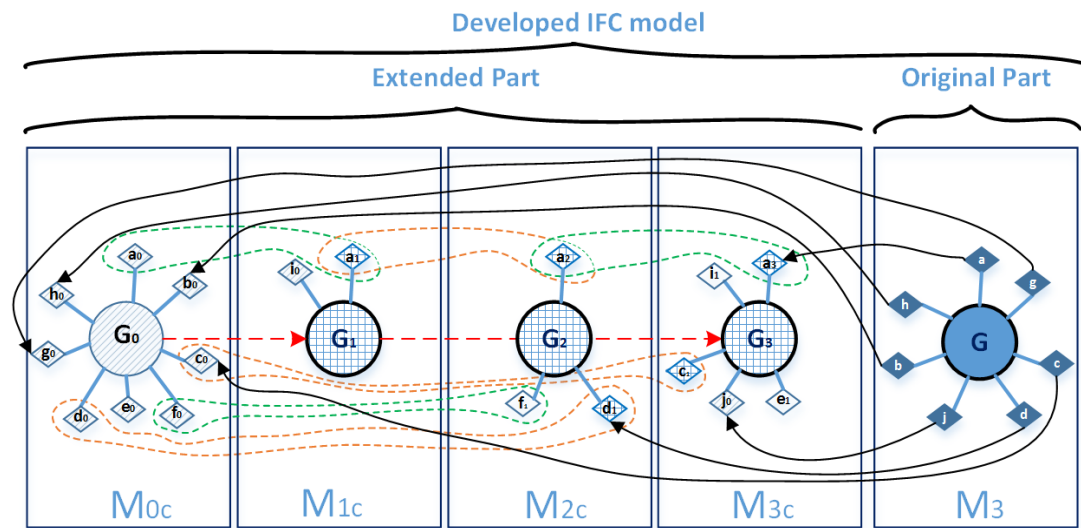 Developed IFC model
Extended Part
Original Part
a₀
h₀
b₀
G₀
g₀
c₀
d₀
e₀
f₀
M₀c
i₀
a₁
G₁
M₁c
a₂
G₂
f₁
d₁
M₂c
i₁
a₃
G₃
c₁
j₀
e₁
M₃c
a
g
h
G
b
c
j
d
M₃